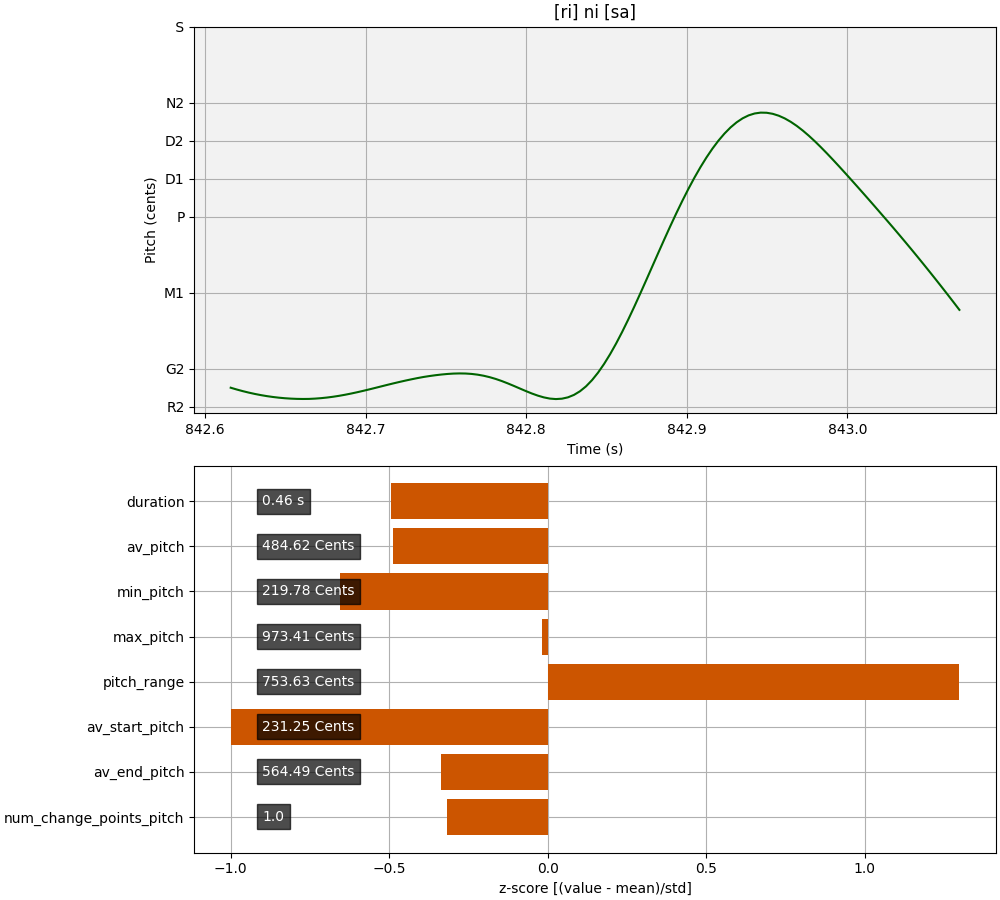 [ri] ni [sa]
S
N2
D2
D1
P
M1
G2
R2
Pitch (cents)
842.6 842.7 842.8 842.9 843.0
Time (s)
duration 0.46 s
av_pitch 484.62 Cents
min_pitch 219.78 Cents
max_pitch 973.41 Cents
pitch_range 753.63 Cents
av_start_pitch 231.25 Cents
av_end_pitch 564.49 Cents
num_change_points_pitch 1.0
−1.0 −0.5 0.0 0.5 1.0
z-score [(value - mean)/std]